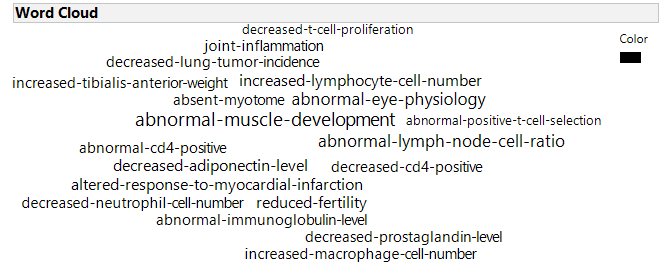 Word Cloud
decreased-t-cell-proliferation
Color
joint-inflammation
decreased-lung-tumor-incidence
increased-tibialis-anterior-weight increased-lymphocyte-cell-number
absent-myotome abnormal-eye-physiology
abnormal-muscle-development abnormal-positive-t-cell-selection
abnormal-lymph-node-cell-ratio
abnormal-cd4-positive
decreased-adiponectin-level decreased-cd4-positive
altered-response-to-myocardial-infarction
decreased-neutrophil-cell-number reduced-fertility
abnormal-immunoglobulin-level
decreased-prostaglandin-level
increased-macrophage-cell-number